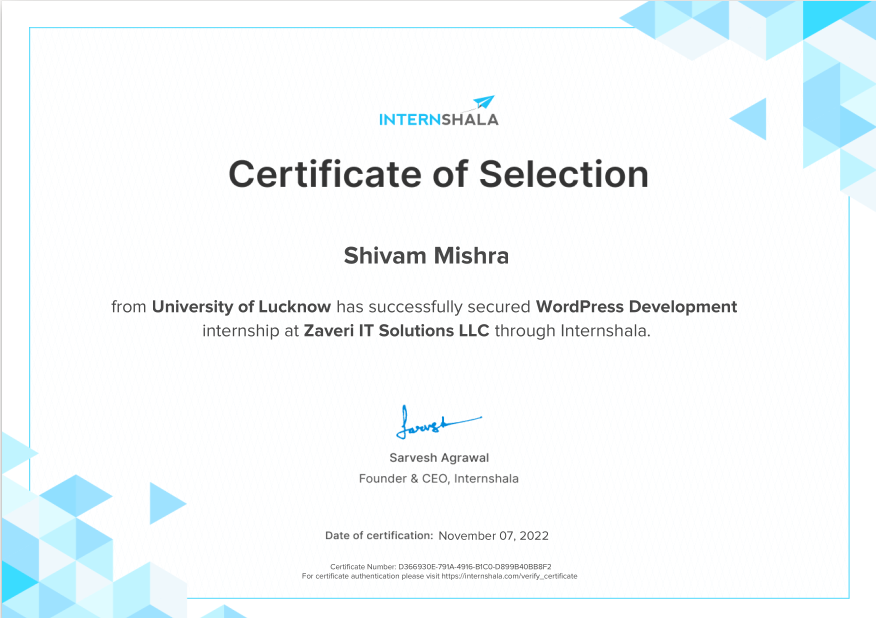 INTERNSHALA
Certificate of Selection
Shivam Mishra
from University of Lucknow has successfully secured WordPress Development
internship at Zaveri IT Solutions LLC through Internshala.
Sarvesh Agrawal
Founder & CEO, Internshala
Date of certification: November 07, 2022
Certificate Number: D366930E-791A-4916-B1C0-D899B40BB8F2
For certificate authentication please visit https://internshala.com/verify_certificate